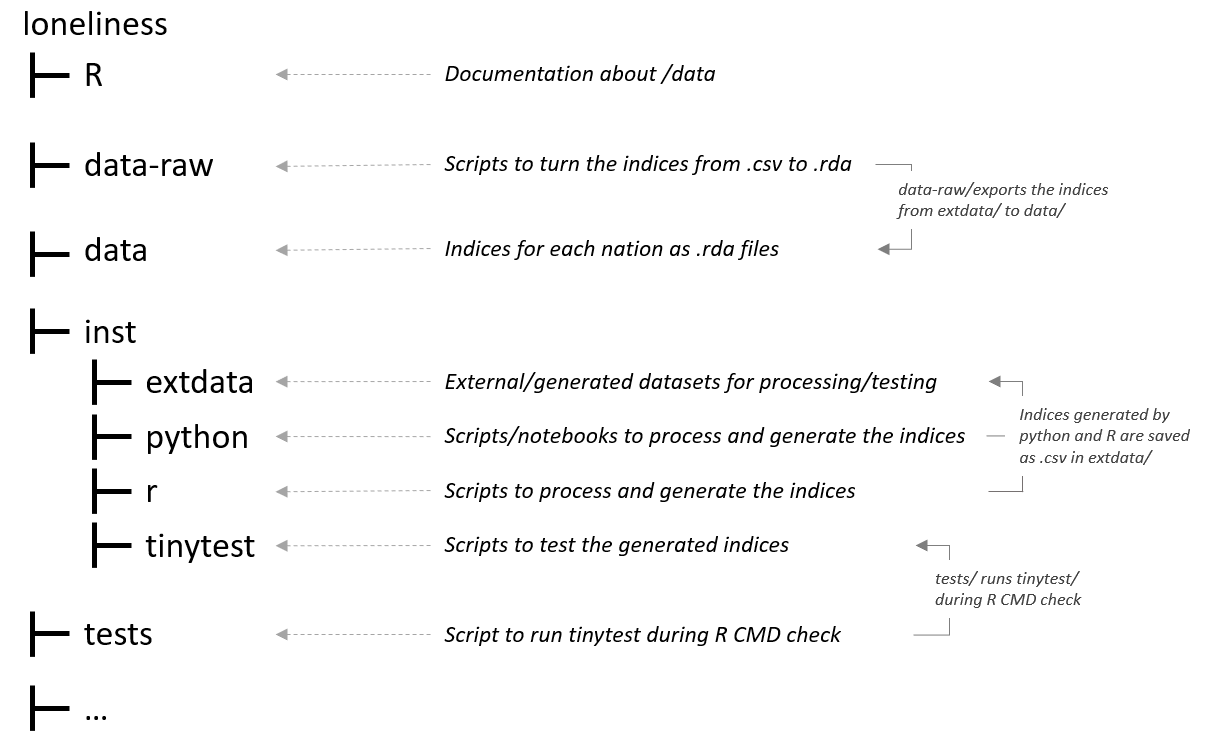 loneliness
R
Documentation about /data
data-raw
Scripts to turn the indices from .csv to .rda
data-raw/exports the indices
from extdata/ to data/
data
Indices for each nation as .rda files
inst
extdata
External/generated datasets for processing/testing
python
Scripts/notebooks to process and generate the indices
Indices generated by
python and R are saved
as .csv in extdata/
r
Scripts to process and generate the indices
tinytest
Scripts to test the generated indices
tests/ runs tinytest/
during R CMD check
tests
Script to run tinytest during R CMD check
...